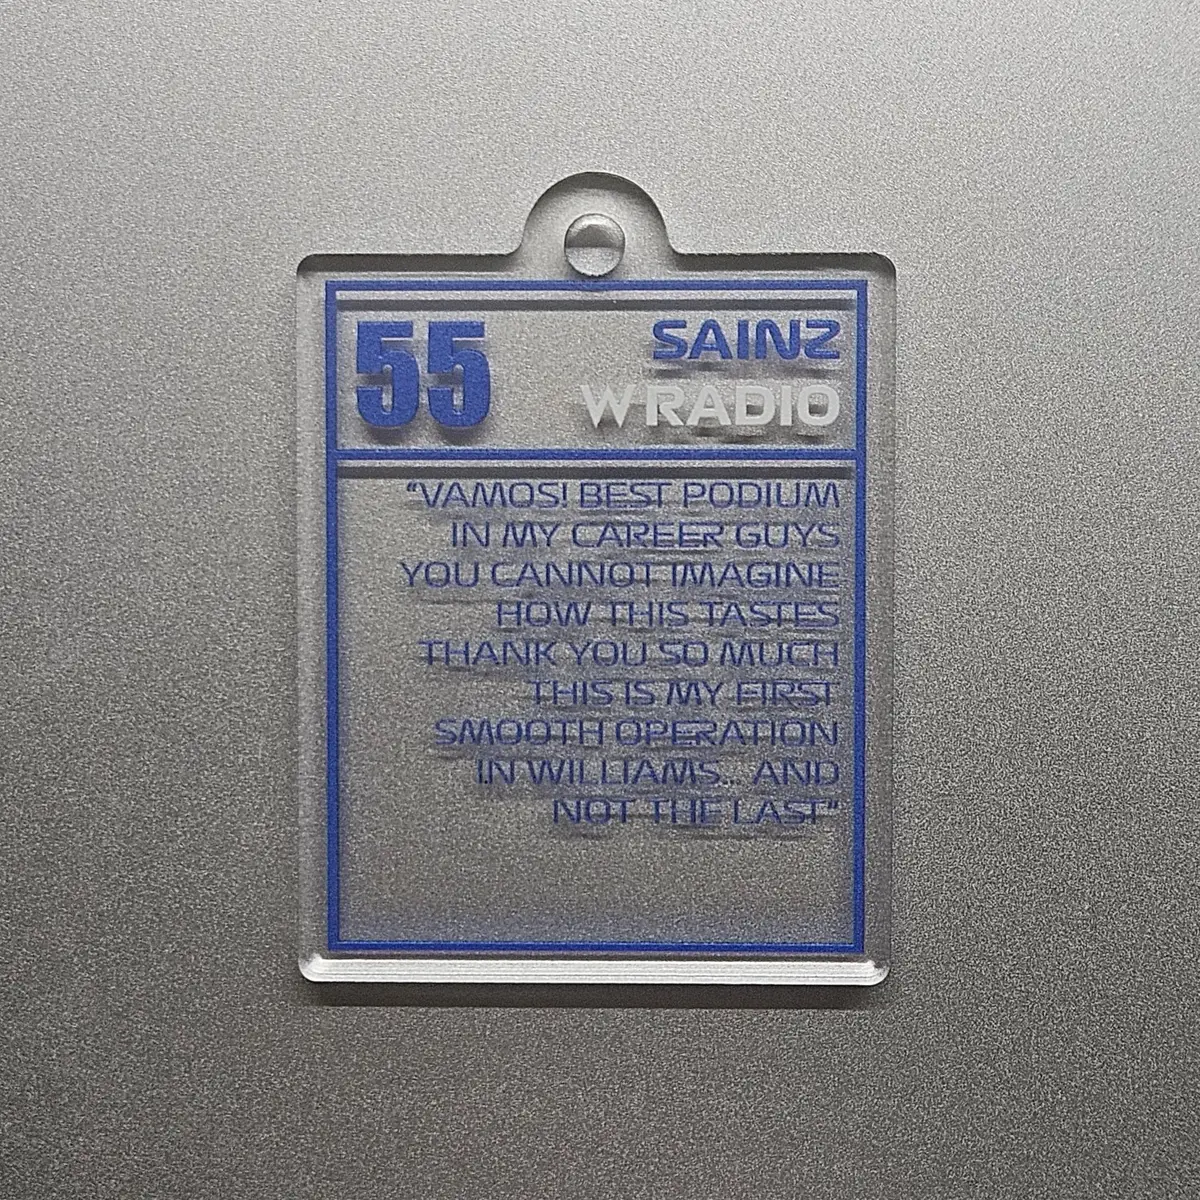 55
SAINZ
W RADIO
“VAMOS! BEST PODIUM
IN MY CAREER GUYS
YOU CANNOT IMAGINE
HOW THIS TASTES
THANK YOU SO MUCH
THIS IS MY FIRST
SMOOTH OPERATION
IN WILLIAMS... AND
NOT THE LAST”